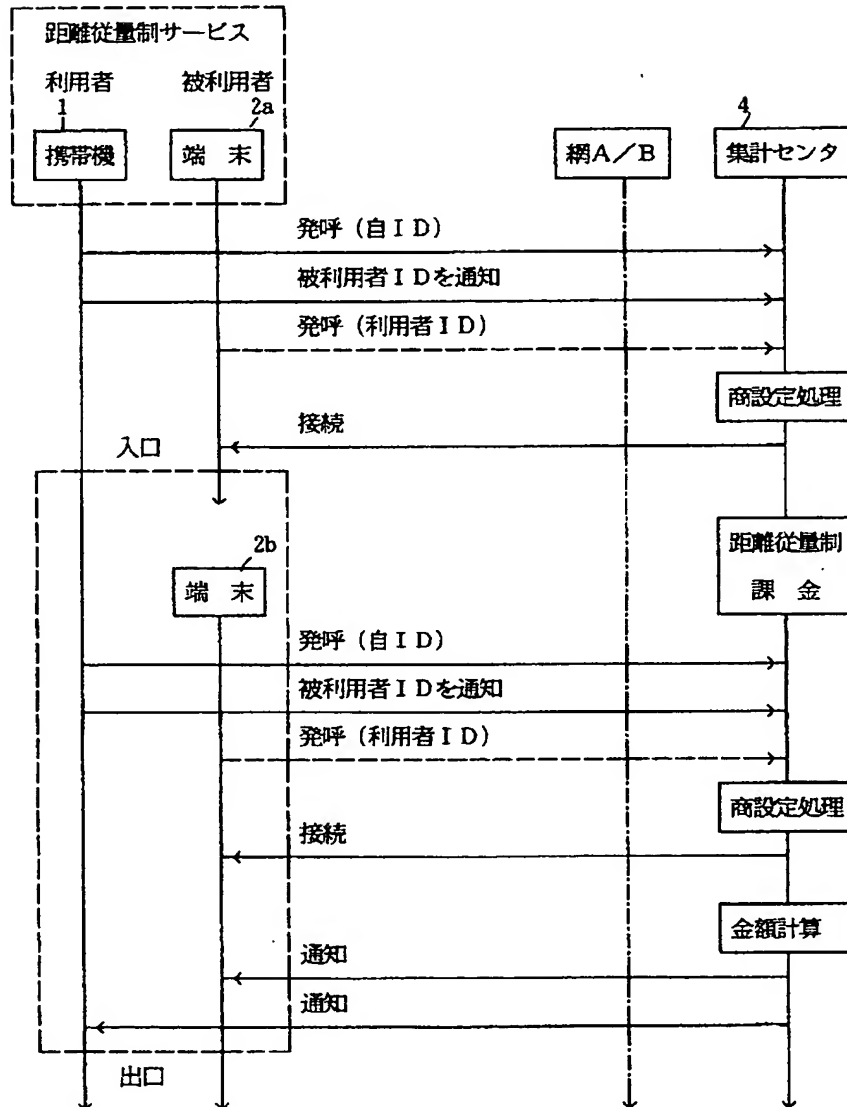 距離従量制サービス
利用者 被利用者
1 2a 4
携帯機 端 末 網A/B 集計センタ
発呼(自ID)
被利用者IDを通知
発呼(利用者ID)
商設定処理
接続
入口
距離従量制
課 金
2b
端 末
発呼(自ID)
被利用者IDを通知
発呼(利用者ID)
商設定処理
接続
金額計算
通知
通知
出口